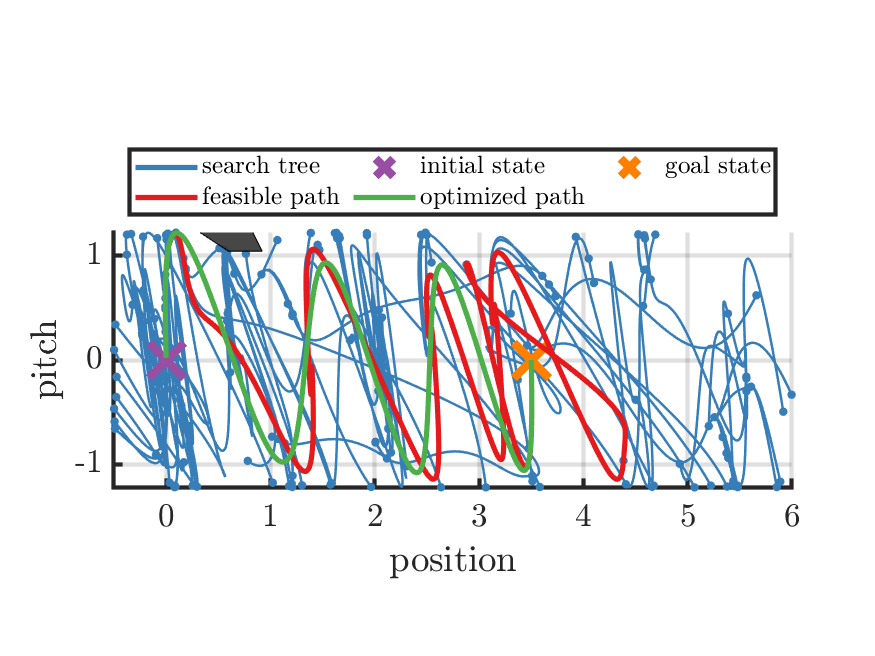 search tree initial state goal state
feasible path optimized path
1
0
-1
pitch
0 1 2 3 4 5 6
position